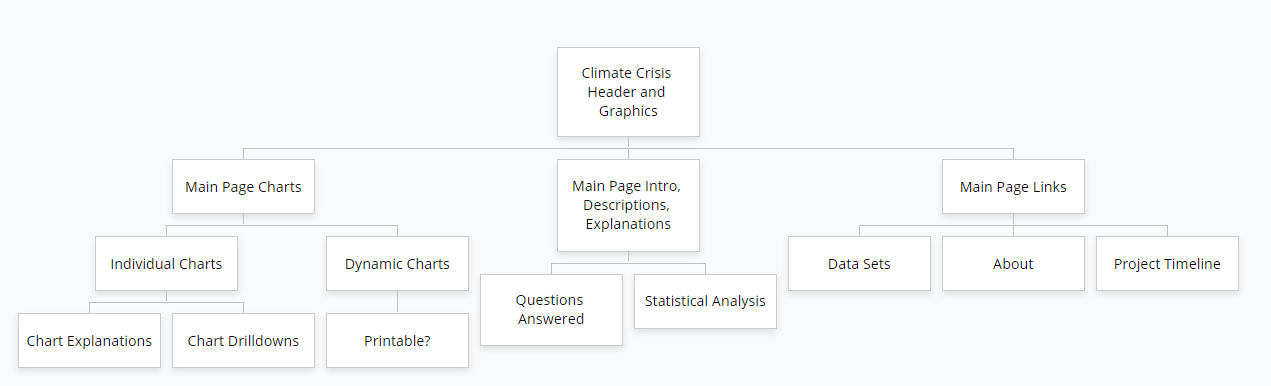 Climate Crisis
Header and
Graphics
Main Page Charts
Main Page Intro,
Descriptions,
Explanations
Main Page Links
Individual Charts
Dynamic Charts
Data Sets
About
Project Timeline
Questions
Answered
Statistical Analysis
Chart Explanations
Chart Drilldowns
Printable?